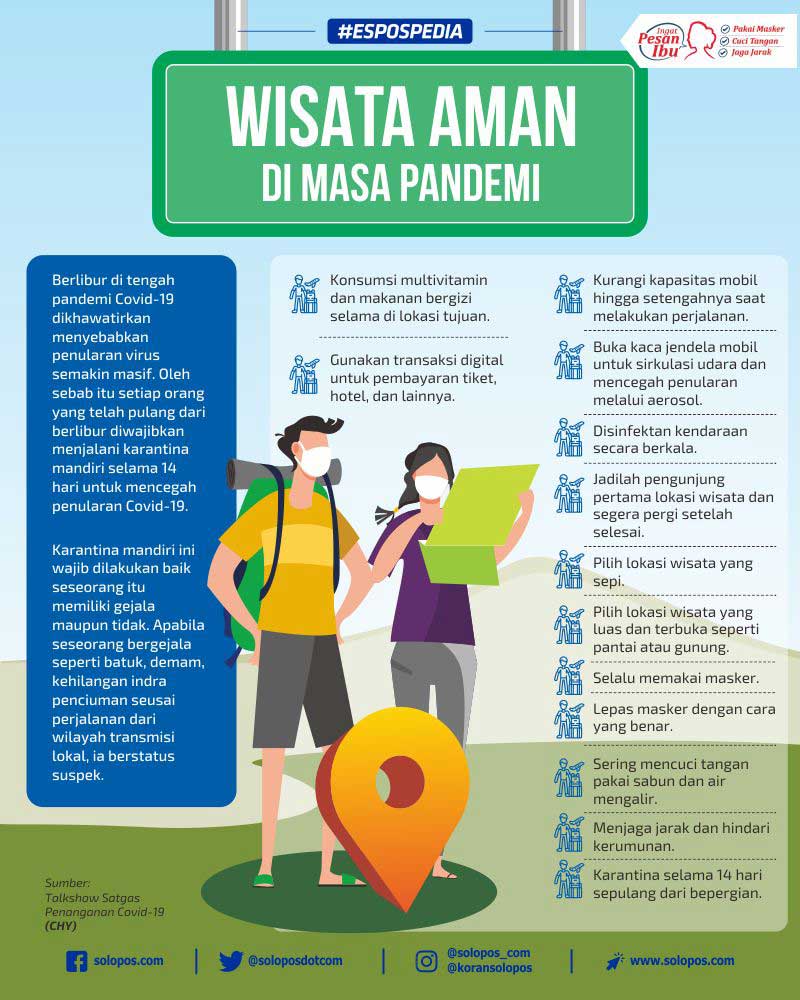 #ESPOSPEDIA
Ingat
Pesan
Ibu
Pakai Masker
Cuci Tangan
Jaga Jarak
WISATA AMAN
DI MASA PANDEMI
Berlibur di tengah
pandemi Covid-19
dikhawatirkan
menyebabkan
penularan virus
semakin masif. Oleh
sebab itu setiap orang
yang telah pulang dari
berlibur diwajibkan
menjalani karantina
mandiri selama 14
hari untuk mencegah
penularan Covid-19.
Karantina mandiri ini
wajib dilakukan baik
seseorang itu
memiliki gejala
maupun tidak. Apabila
seseorang bergejala
seperti batuk, demam,
kehilangan indra
penciuman seusai
perjalanan dari
wilayah transmisi
lokal, ia berstatus
suspek.
Konsumsi multivitamin
dan makanan bergizi
selama di lokasi tujuan.
Gunakan transaksi digital
untuk pembayaran tiket,
hotel, dan lainnya.
Kurangi kapasitas mobil
hingga setengahnya saat
melakukan perjalanan.
Buka kaca jendela mobil
untuk sirkulasi udara dan
mencegah penularan
melalui aerosol.
Disinfektan kendaraan
secara berkala.
Jadilah pengunjung
pertama lokasi wisata dan
segera pergi setelah
selesai.
Pilih lokasi wisata yang
sepi.
Pilih lokasi wisata yang
luas dan terbuka seperti
pantai atau gunung.
Selalu memakai masker.
Lepas masker dengan cara
yang benar.
Sering mencuci tangan
pakai sabun dan air
mengalir.
Menjaga jarak dan hindari
kerumunan.
Karantina selama 14 hari
sepulang dari bepergian.
Sumber:
Talkshow Satgas
Penanganan Covid-19
(CHY)
solopos.com
@soloposdotcom
@solopos_com
@koransolopos
www.solopos.com